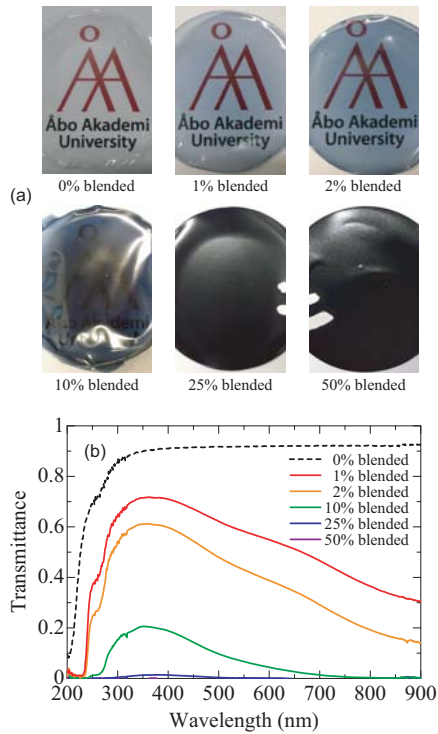 Åbo Akademi
University
0% blended
Åbo Akademi
University
1% blended
Åbo Akademi
University
2% blended
(a)
Åbo Akademi
10% blended
25% blended
50% blended
(b)
0% blended
1% blended
2% blended
10% blended
25% blended
50% blended
Transmittance
1
0.8
0.6
0.4
0.2
0
200 300 400 500 600 700 800 900
Wavelength (nm)